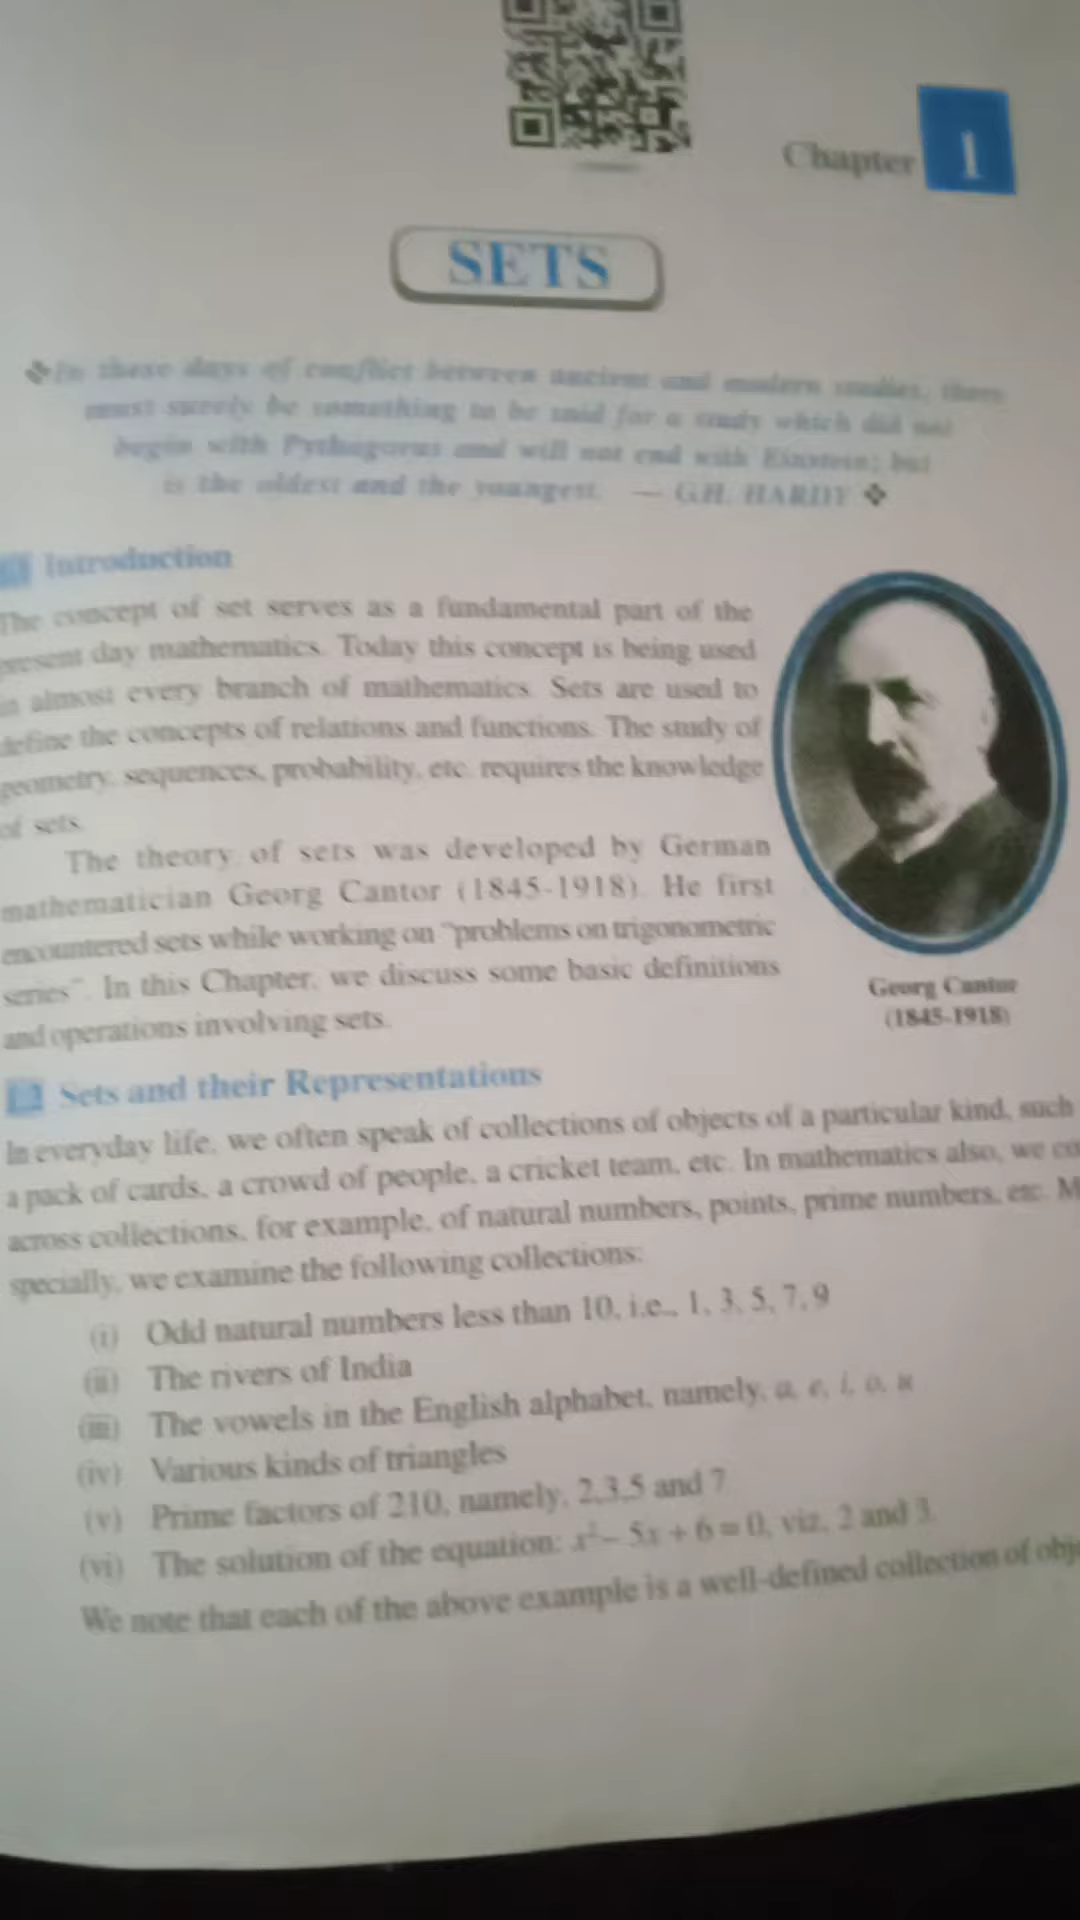 Chapter 1
SETS
❖In these days of conflict between ancient and modern studies; there
must surely be something to be said for a study which did not
begin with Pythagoras and will not end with Einstein; but
is the oldest and the youngest. — G.H. HARDY ❖
Introduction
The concept of set serves as a fundamental part of the
present day mathematics. Today this concept is being used
in almost every branch of mathematics. Sets are used to
define the concepts of relations and functions. The study of
geometry, sequences, probability, etc. requires the knowledge
of sets.
The theory of sets was developed by German
mathematician Georg Cantor (1845-1918). He first
encountered sets while working on “problems on trigonometric
series”. In this Chapter, we discuss some basic definitions
and operations involving sets.
Georg Cantor
(1845-1918)
Sets and their Representations
In everyday life, we often speak of collections of objects of a particular kind, such
a pack of cards, a crowd of people, a cricket team, etc. In mathematics also, we co
across collections, for example, of natural numbers, points, prime numbers, etc. M
specially, we examine the following collections:
(i) Odd natural numbers less than 10, i.e., 1, 3, 5, 7, 9
(ii) The rivers of India
(iii) The vowels in the English alphabet, namely, a, e, i, o, u
(iv) Various kinds of triangles
(v) Prime factors of 210, namely, 2,3,5 and 7
(vi) The solution of the equation: x² – 5x + 6 = 0, viz, 2 and 3.
We note that each of the above example is a well-defined collection of obje